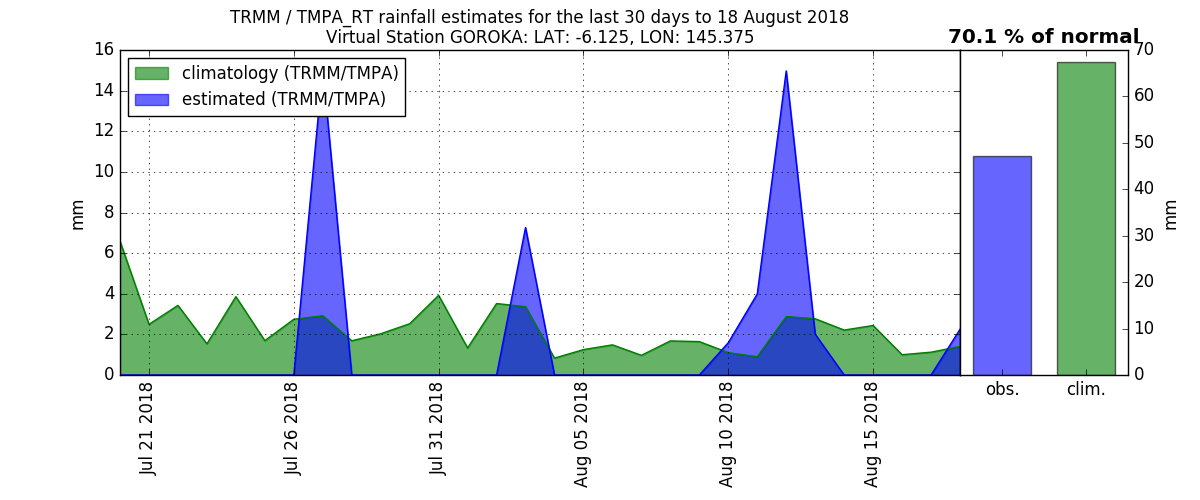 TRMM / TMPA_RT rainfall estimates for the last 30 days to 18 August 2018
Virtual Station GOROKA: LAT: -6.125, LON: 145.375
70.1 % of normal
climatology (TRMM/TMPA)
estimated (TRMM/TMPA)
16
14
12
10
8
6
4
2
0
mm
Jul 21 2018
Jul 26 2018
Jul 31 2018
Aug 05 2018
Aug 10 2018
Aug 15 2018
obs.
clim.
70
60
50
40
30
20
10
0
mm